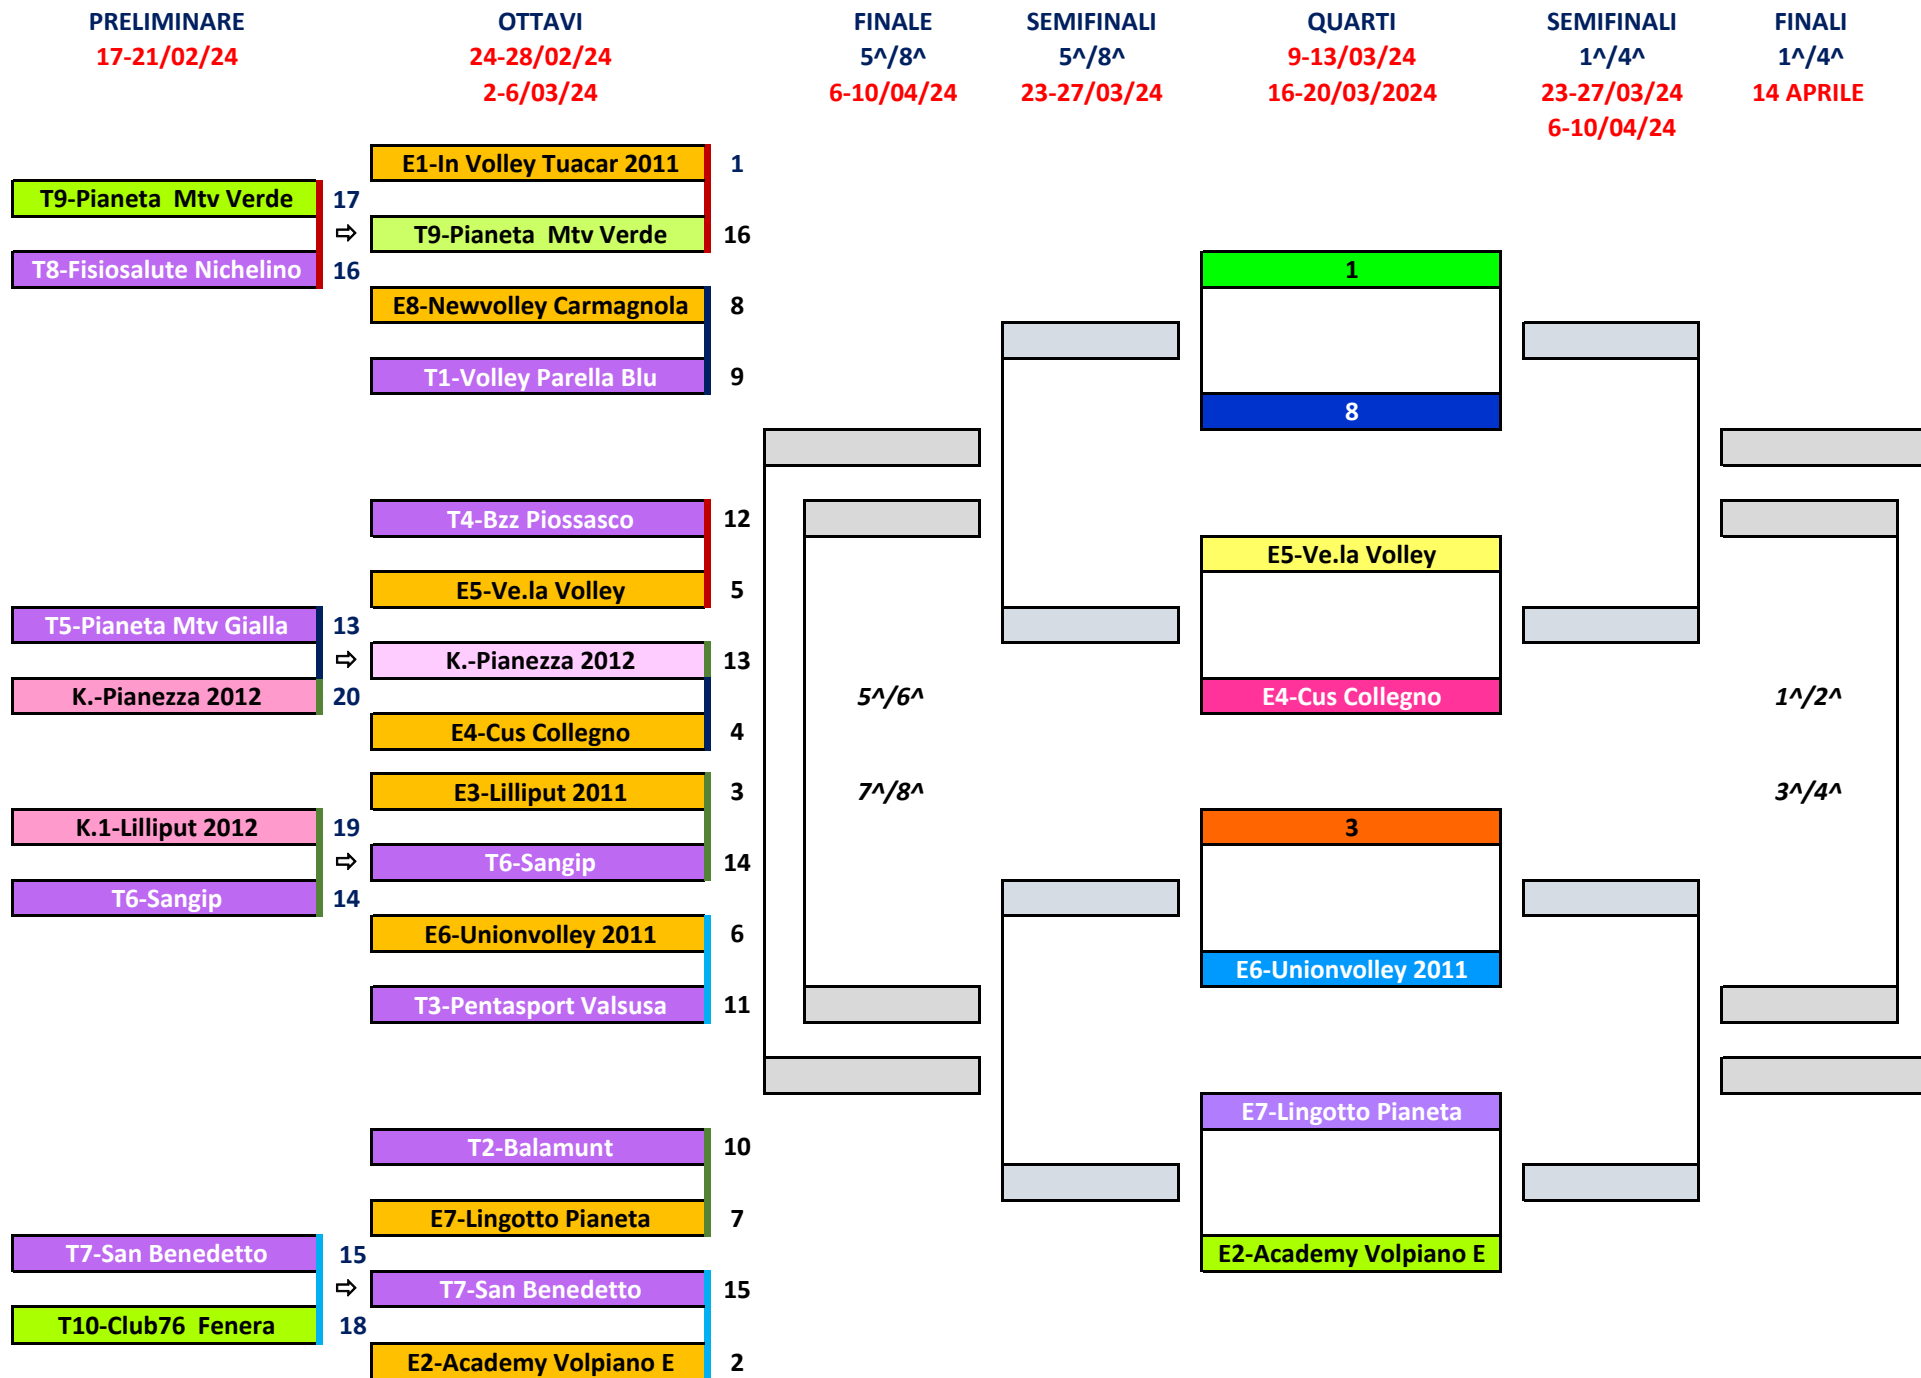 PRELIMINARE
17-21/02/24
OTTAVI
24-28/02/24
2-6/03/24
FINALE
5^/8^
6-10/04/24
SEMIFINALI
5^/8^
23-27/03/24
QUARTI
9-13/03/24
16-20/03/2024
SEMIFINALI
1^/4^
23-27/03/24
6-10/04/24
FINALI
1^/4^
14 APRILE
T9-Pianeta  Mtv Verde 17
⇨
T8-Fisiosalute Nichelino 16
T5-Pianeta Mtv Gialla 13
⇨
K.-Pianezza 2012 20
K.1-Lilliput 2012 19
⇨
T6-Sangip 14
T7-San Benedetto 15
⇨
T10-Club76  Fenera 18
E1-In Volley Tuacar 2011 1
T9-Pianeta  Mtv Verde 16
E8-Newvolley Carmagnola 8
T1-Volley Parella Blu 9
T4-Bzz Piossasco 12
E5-Ve.la Volley 5
K.-Pianezza 2012 13
E4-Cus Collegno 4
E3-Lilliput 2011 3
T6-Sangip 14
E6-Unionvolley 2011 6
T3-Pentasport Valsusa 11
T2-Balamunt 10
E7-Lingotto Pianeta 7
T7-San Benedetto 15
E2-Academy Volpiano E 2
5^/6^
7^/8^
1
8
E5-Ve.la Volley
E4-Cus Collegno
3
E6-Unionvolley 2011
E7-Lingotto Pianeta
E2-Academy Volpiano E
1^/2^
3^/4^